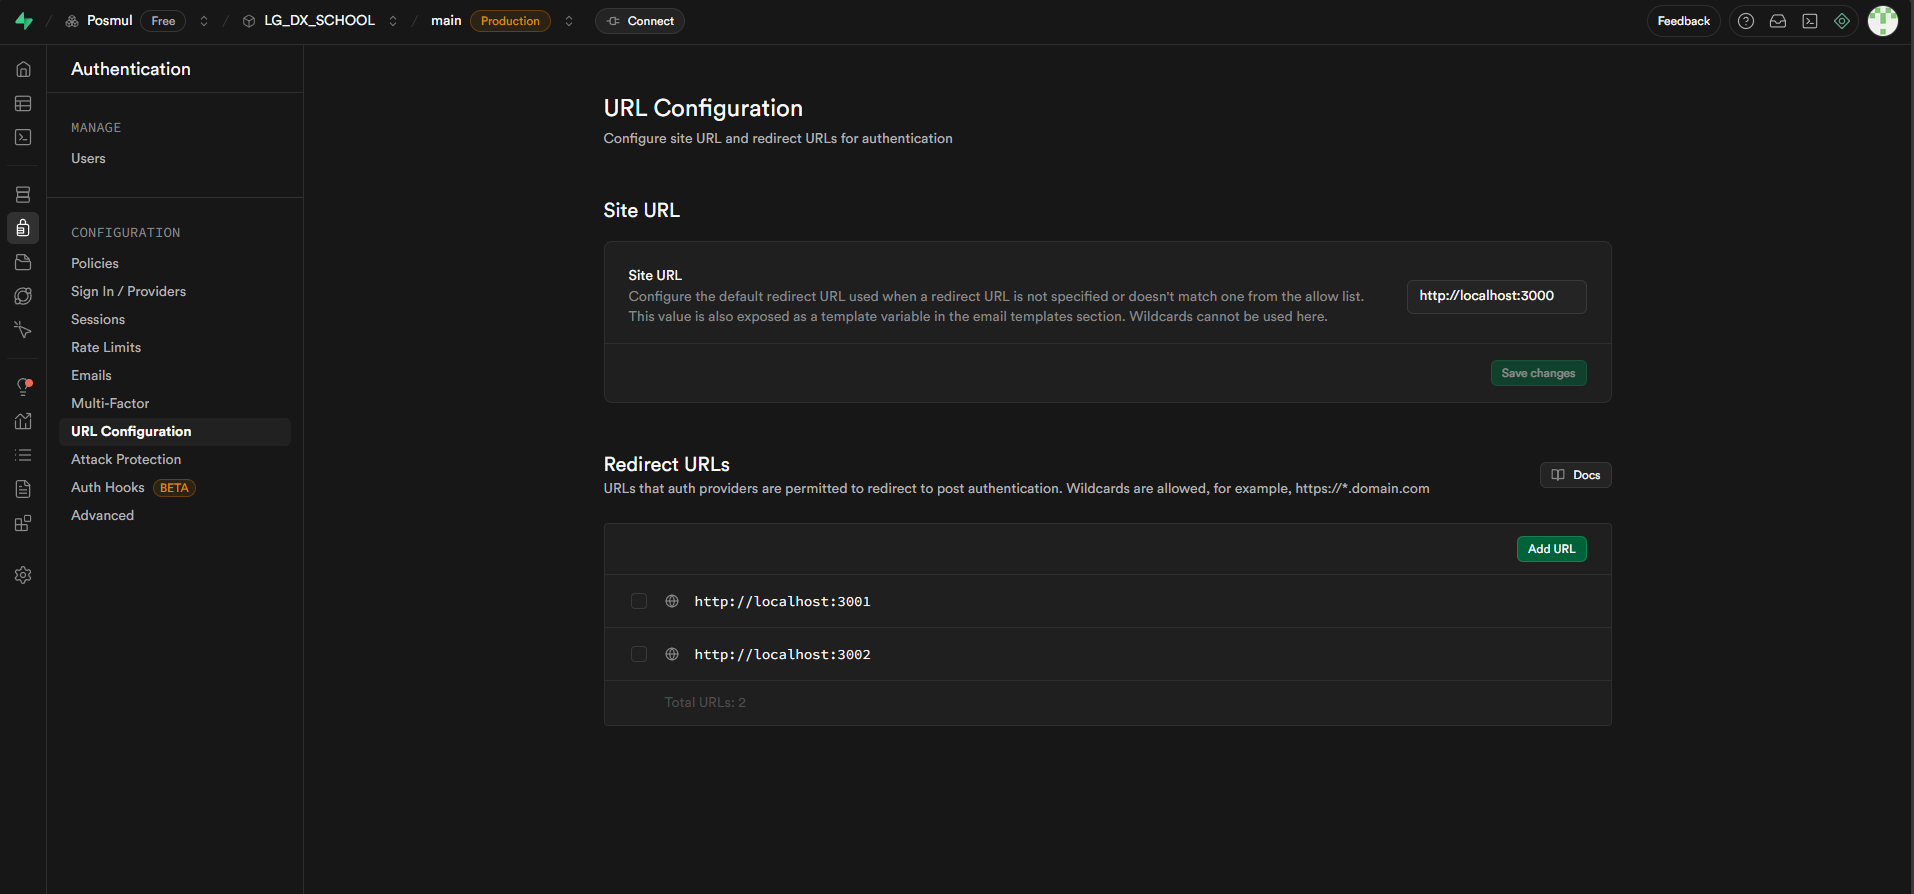 Posmul Free LG_DX_SCHOOL main Production Connect Feedback
Authentication
MANAGE
Users
CONFIGURATION
Policies
Sign In / Providers
Sessions
Rate Limits
Emails
Multi-Factor
URL Configuration
Attack Protection
Auth Hooks BETA
Advanced
URL Configuration
Configure site URL and redirect URLs for authentication
Site URL
Site URL
Configure the default redirect URL used when a redirect URL is not specified or doesn't match one from the allow list.
This value is also exposed as a template variable in the email templates section. Wildcards cannot be used here.
http://localhost:3000
Save changes
Redirect URLs
URLs that auth providers are permitted to redirect to post authentication. Wildcards are allowed, for example, https://*.domain.com
Docs
Add URL
http://localhost:3001
http://localhost:3002
Total URLs: 2